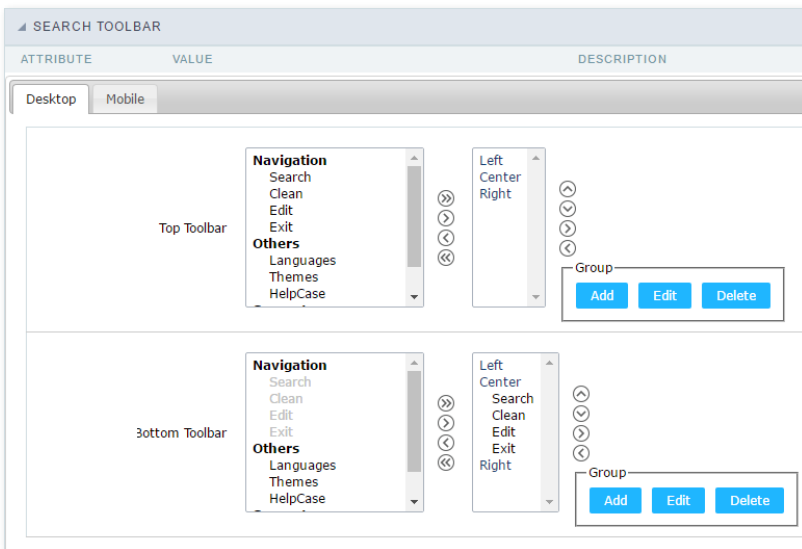 SEARCH TOOLBAR
ATTRIBUTE VALUE DESCRIPTION
Desktop Mobile
Top Toolbar
Navigation
Search
Clean
Edit
Exit
Others
Languages
Themes
HelpCase
Left
Center
Right
Group
Add Edit Delete
Bottom Toolbar
Navigation
Search
Clean
Edit
Exit
Others
Languages
Themes
HelpCase
Left
Center
Search
Clean
Edit
Exit
Right
Group
Add Edit Delete